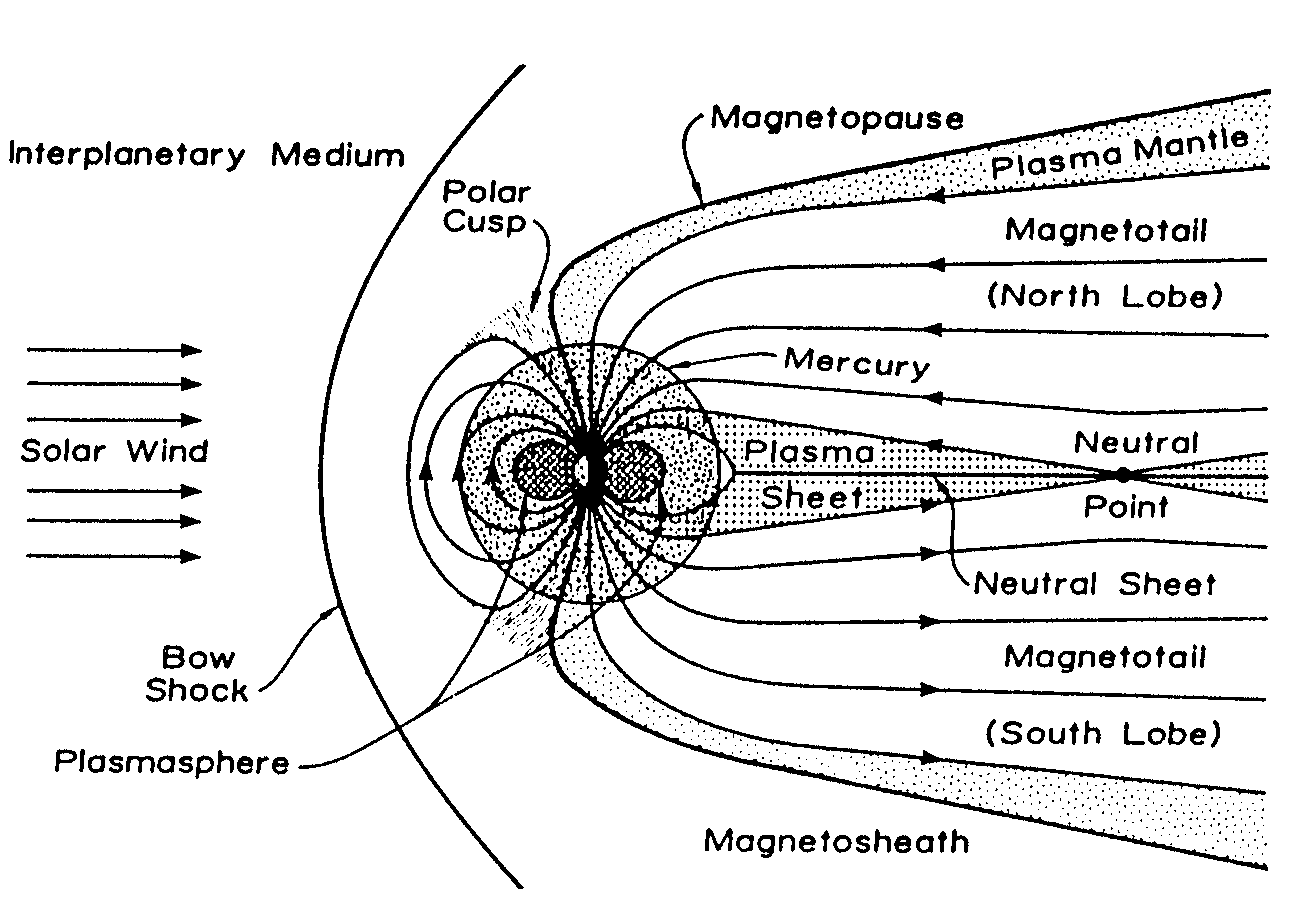 Magnetopause
Interplanetary Medium
Plasma Mantle
Polar
Cusp
Magnetotail
(North Lobe)
Mercury
Solar Wind
Plasma
Sheet
Neutral
Point
Neutral Sheet
Bow
Shock
Magnetotail
(South Lobe)
Plasmasphere
Magnetosheath